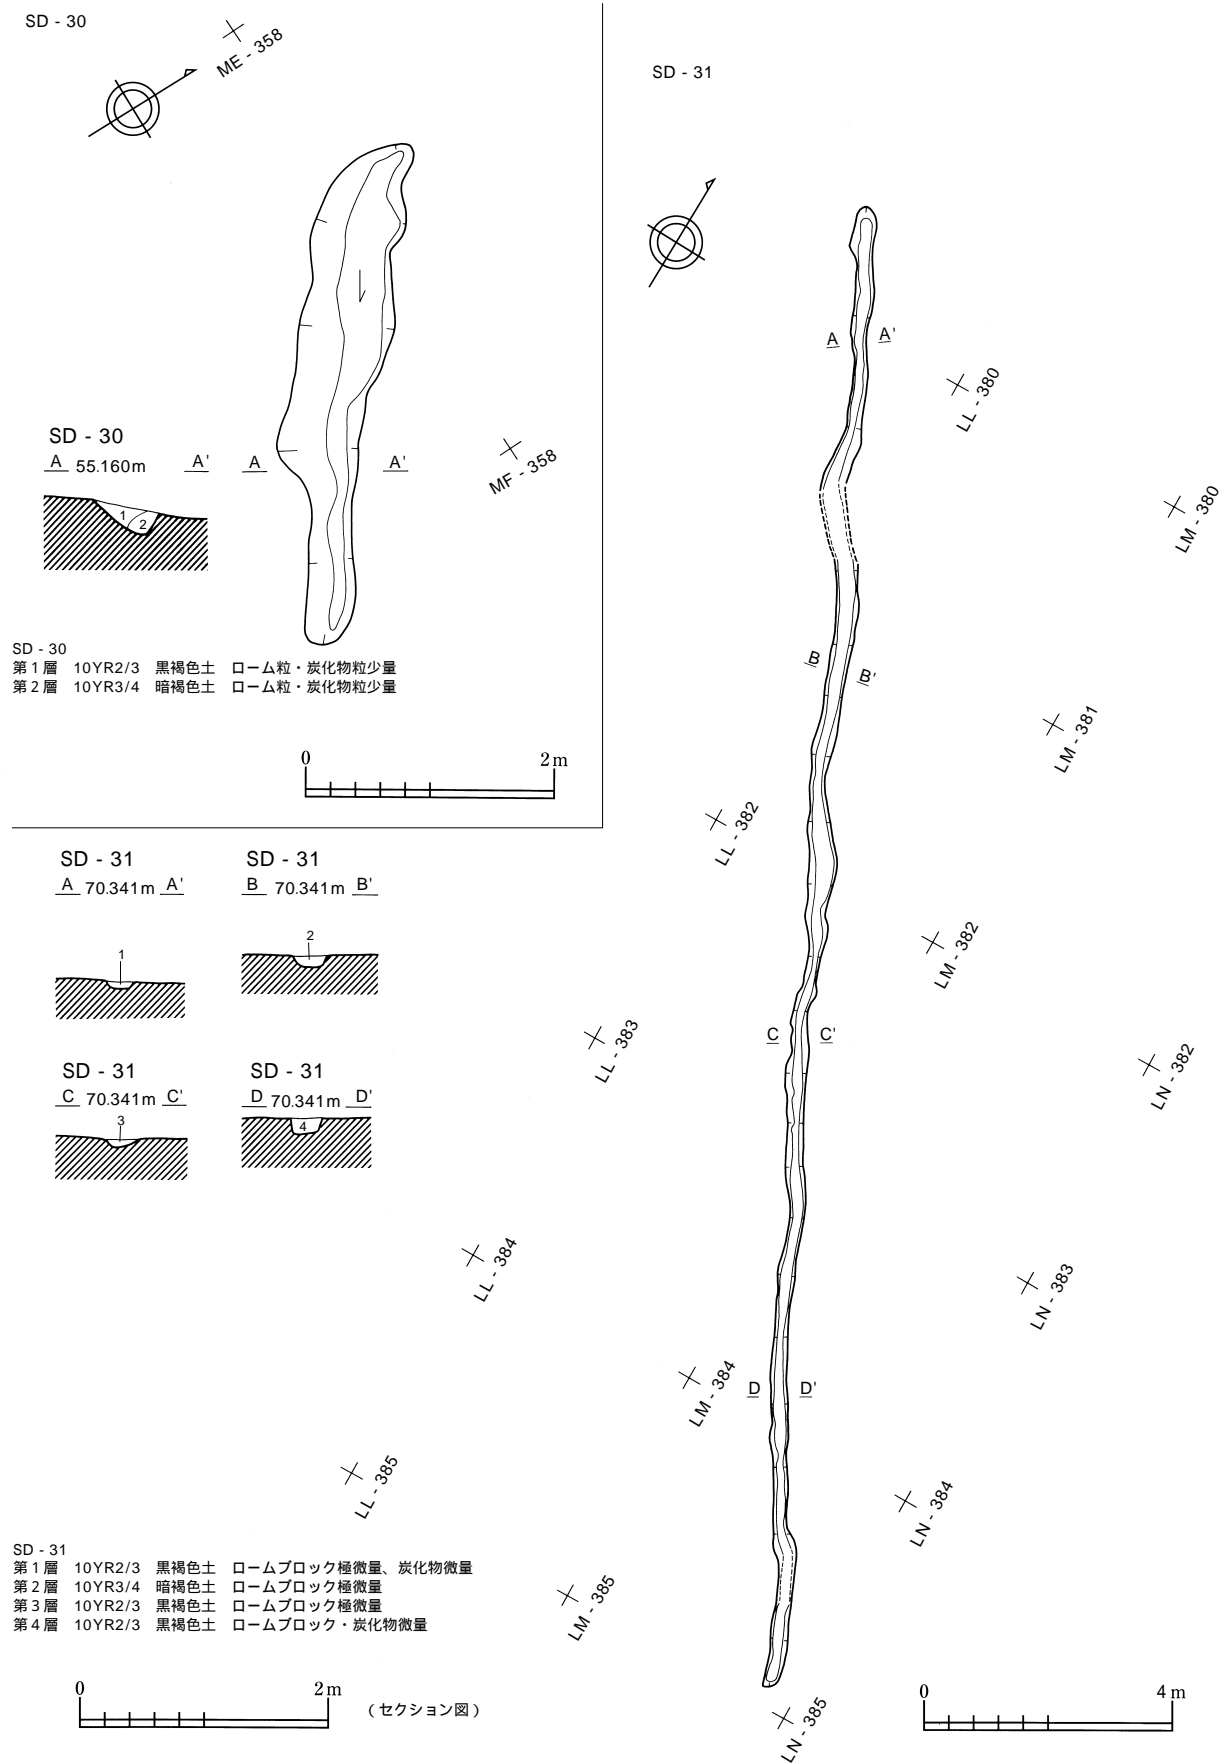 SD - 30
ME - 358
SD - 30
A 55.160m A'
A A'
1
2
MF - 358
SD - 30
第1層 10YR2/3 黒褐色土 ローム粒・炭化物粒少量
第2層 10YR3/4 暗褐色土 ローム粒・炭化物粒少量
0 2m
SD - 31
A A'
LL - 380
LM - 380
B B'
LM - 381
LL - 382
LM - 382
C C'
LL - 383
LN - 382
LL - 384
LN - 383
LM - 384
D D'
LL - 385
LN - 384
LM - 385
LN - 385
SD - 31
A 70.341m A'
1
SD - 31
B 70.341m B'
2
SD - 31
C 70.341m C'
3
SD - 31
D 70.341m D'
4
SD - 31
第1層 10YR2/3 黒褐色土 ロームブロック極微量、炭化物微量
第2層 10YR3/4 暗褐色土 ロームブロック極微量
第3層 10YR2/3 黒褐色土 ロームブロック極微量
第4層 10YR2/3 黒褐色土 ロームブロック・炭化物微量
0 2m (セクション図)
0 4m